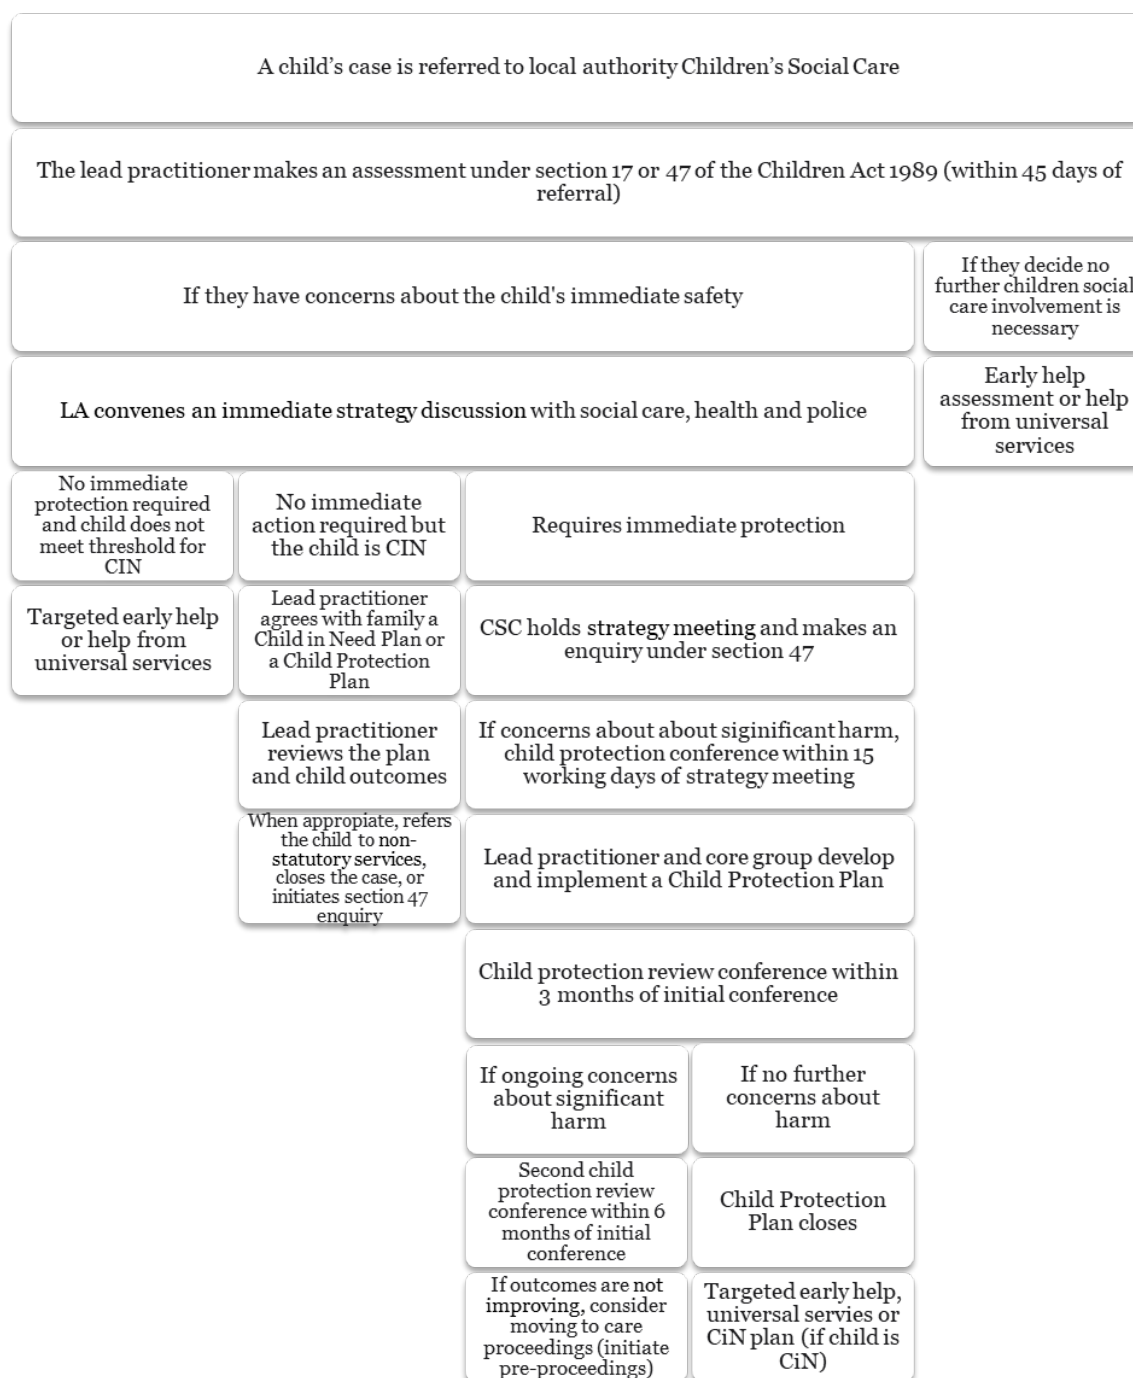 A child’s case is referred to local authority Children’s Social Care
The lead practitioner makes an assessment under section 17 or 47 of the Children Act 1989 (within 45 days of
referral)
If they have concerns about the child's immediate safety
If they decide no
further children social
care involvement is
necessary
LA convenes an immediate strategy discussion with social care, health and police
Early help
assessment or help
from universal
services
No immediate
protection required
and child does not
meet threshold for
CIN
No immediate
action required but
the child is CIN
Requires immediate protection
Targeted early help
or help from
universal services
Lead practitioner
agrees with family a
Child in Need Plan or
a Child Protection
Plan
CSC holds strategy meeting and makes an
enquiry under section 47
Lead practitioner
reviews the plan
and child outcomes
If concerns about about siginificant harm,
child protection conference within 15
working days of strategy meeting
When appropiate, refers
the child to non-
statutory services,
closes the case, or
initiates section 47
enquiry
Lead practitioner and core group develop
and implement a Child Protection Plan
Child protection review conference within
3 months of initial conference
If ongoing concerns
about significant
harm
If no further
concerns about
harm
Second child
protection review
conference within 6
months of initial
conference
Child Protection
Plan closes
If outcomes are not
improving, consider
moving to care
proceedings (initiate
pre-proceedings)
Targeted early help,
universal servies or
CiN plan (if child is
CiN)